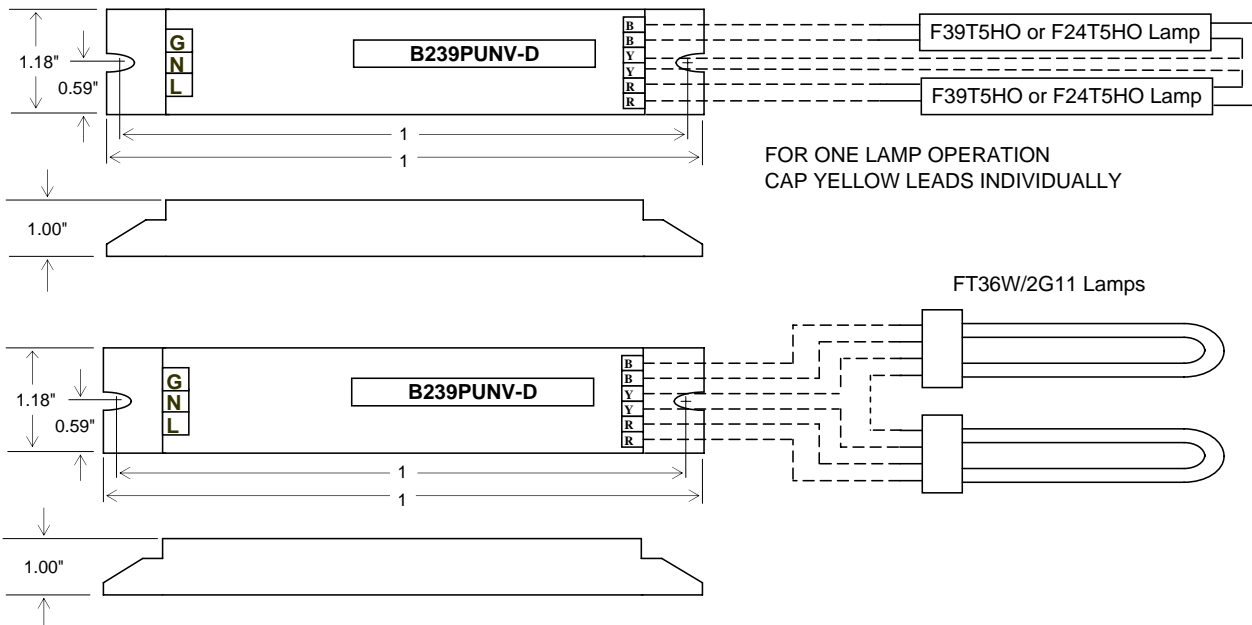 F39T5HO or F24T5HO Lamp
B
B
Y
Y
R
R
G
N
L
B239PUNV-D
1.18"
0.59"
F39T5HO or F24T5HO Lamp
1
1
FOR ONE LAMP OPERATION
CAP YELLOW LEADS INDIVIDUALLY
1.00"
FT36W/2G11 Lamps
B
B
Y
Y
R
R
G
N
L
B239PUNV-D
1.18"
0.59"
1
1
1.00"